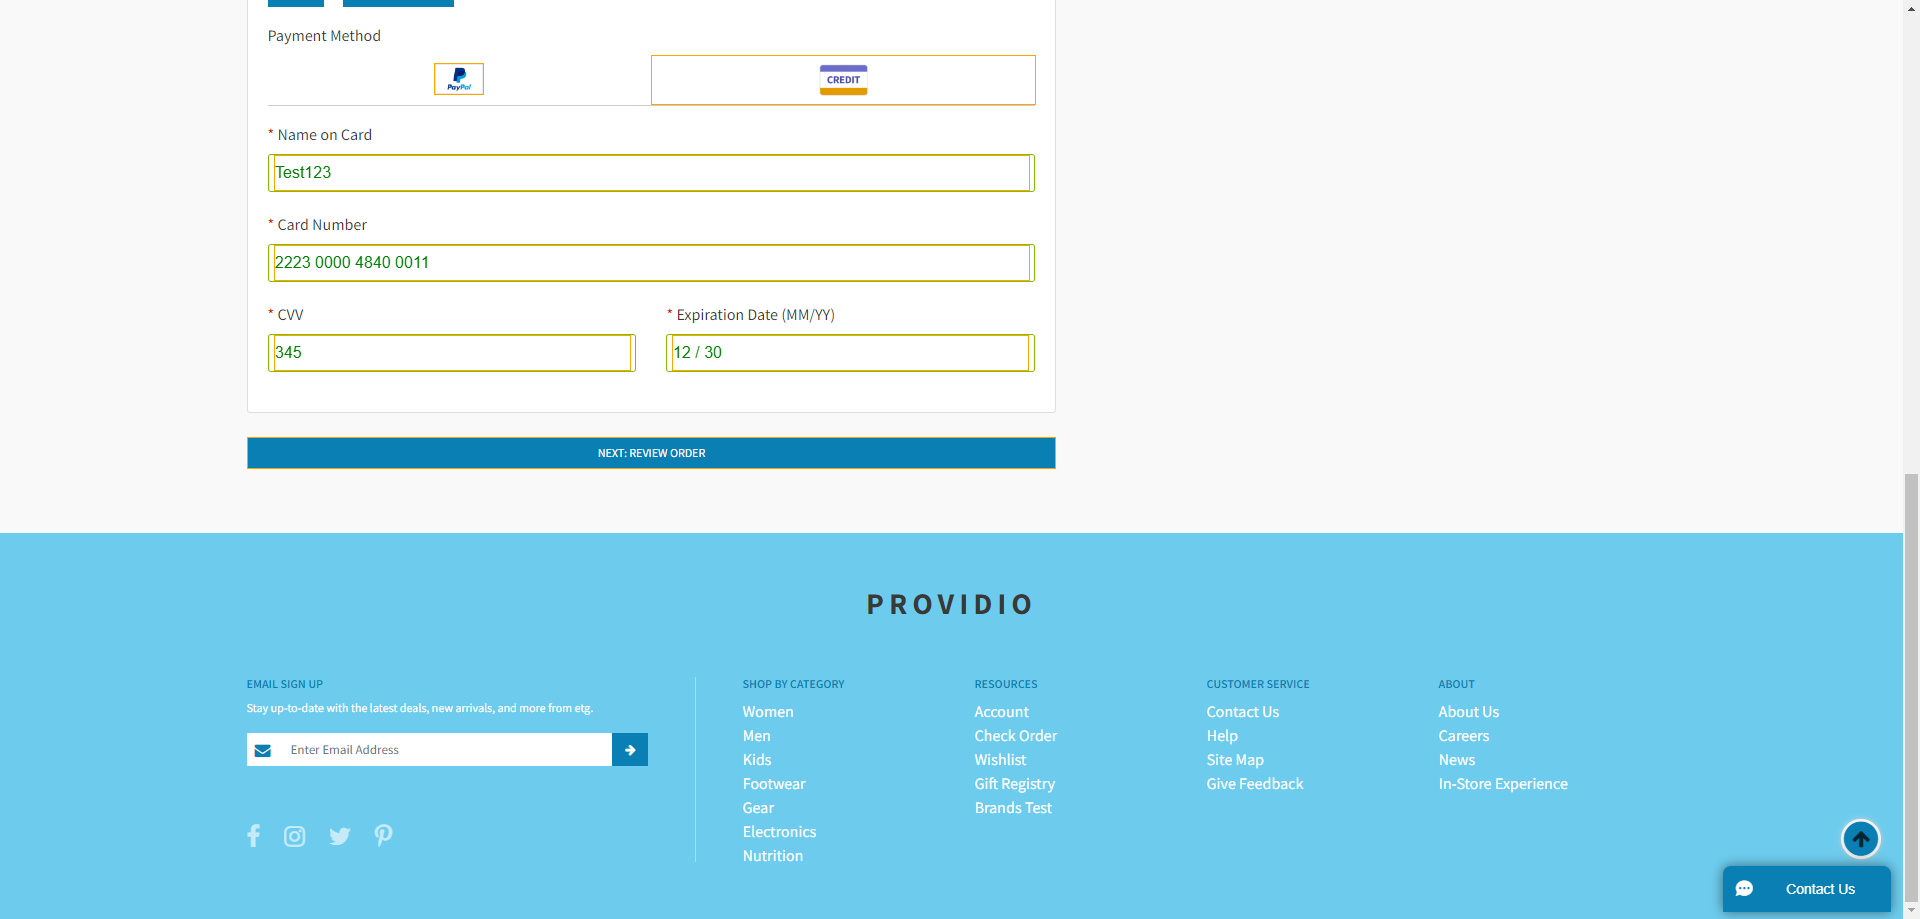 Payment Method
PayPal
CREDIT
* Name on Card
Test123
* Card Number
2223 0000 4840 0011
* CVV
* Expiration Date (MM/YY)
345
12 / 30
NEXT: REVIEW ORDER
PROVIDIO
EMAIL SIGN UP
Stay up-to-date with the latest deals, new arrivals, and more from etg.
Enter Email Address
SHOP BY CATEGORY
Women
Men
Kids
Footwear
Gear
Electronics
Nutrition
RESOURCES
Account
Check Order
Wishlist
Gift Registry
Brands Test
CUSTOMER SERVICE
Contact Us
Help
Site Map
Give Feedback
ABOUT
About Us
Careers
News
In-Store Experience
Contact Us